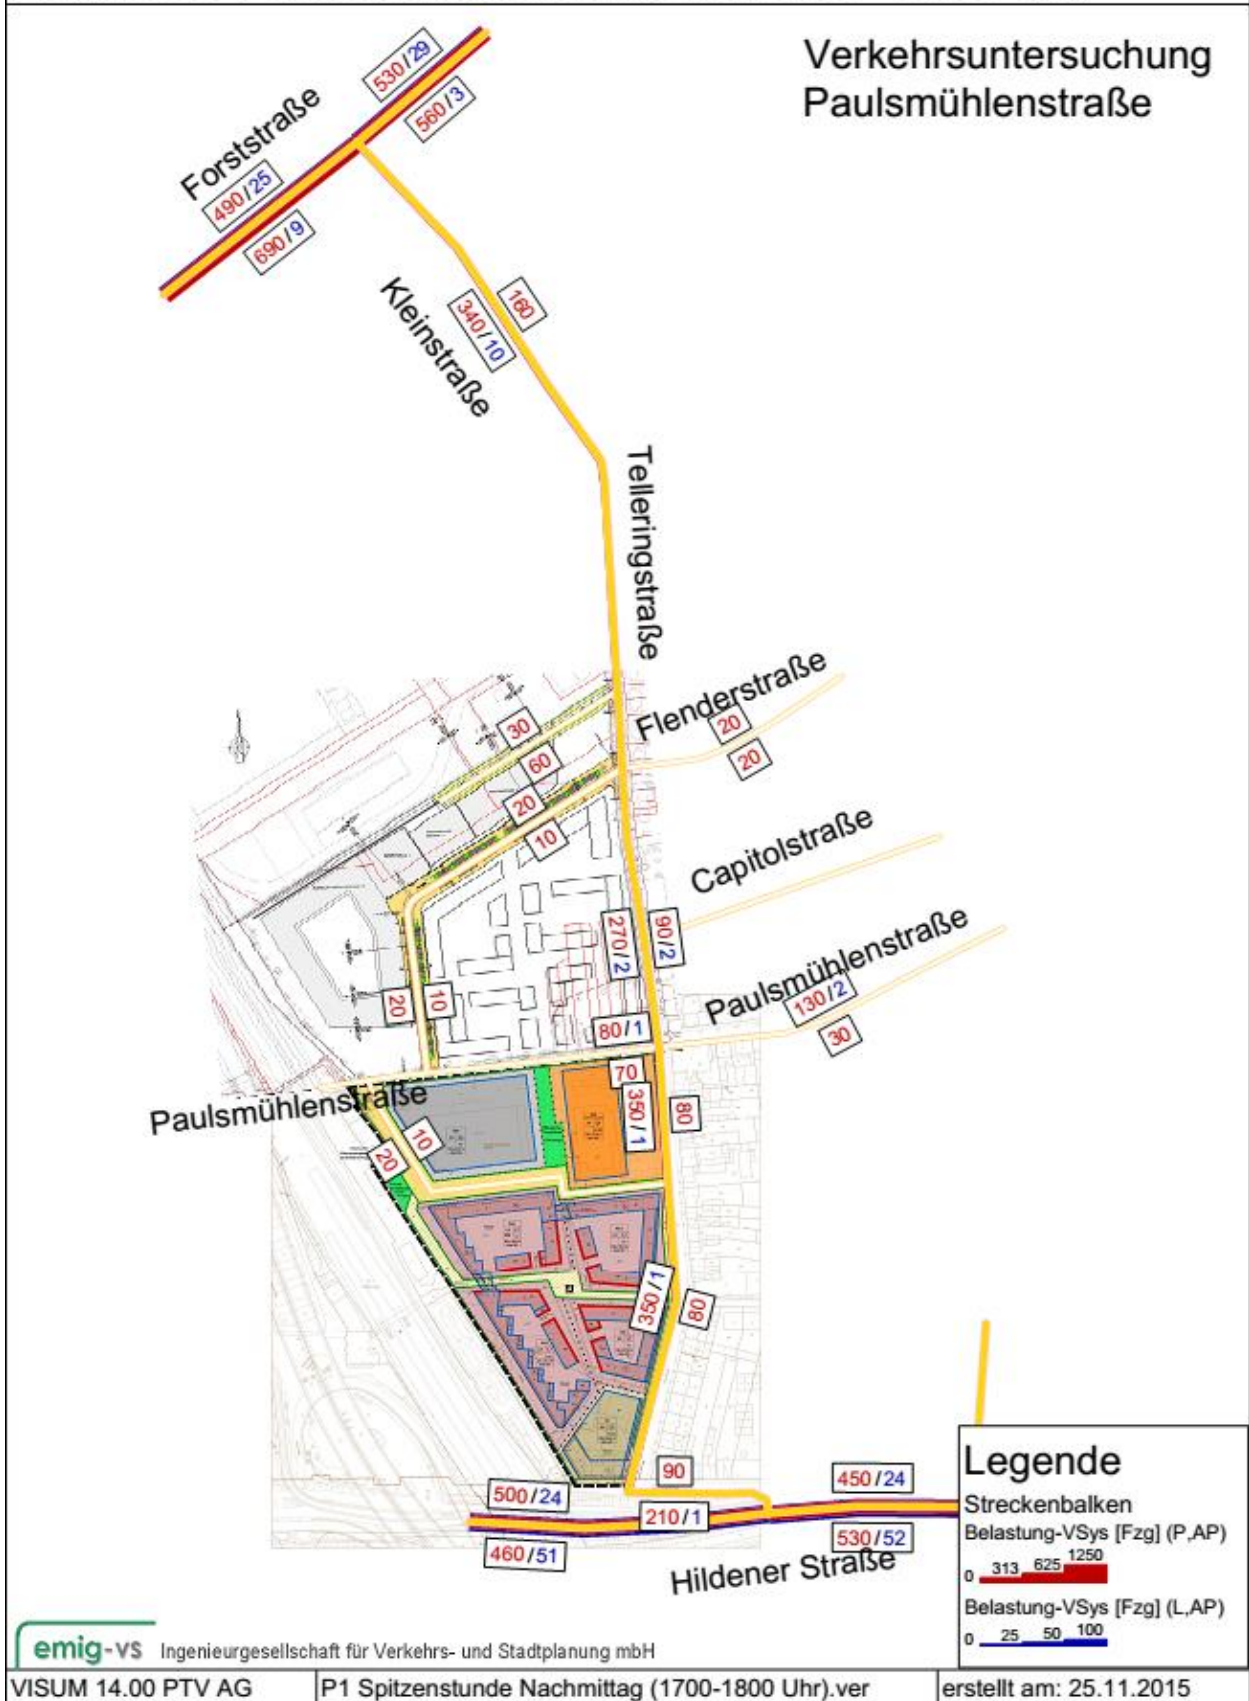 Verkehrsuntersuchung
Paulsmühlenstraße
530/29
560/3
Forststraße
490/25
690/9
160
340/10
Kleinstraße
Telleringstraße
Flenderstraße
20
20
30
60
20
10
Capitolstraße
270/2
90/2
Paulsmühlenstraße
130/2
30
20
10
80/1
70
350/1
80
Paulsmühlenstraße
10
20
350/1
80
90
500/24
210/1
450/24
460/51
530/52
Hildener Straße
Legende
Streckenbalken
Belastung-VSys [Fzg] (P,AP)
0 313 625 1250
Belastung-VSys [Fzg] (L,AP)
0 25 50 100
emig-vs Ingenieurgesellschaft für Verkehrs- und Stadtplanung mbH
VISUM 14.00 PTV AG
P1 Spitzenstunde Nachmittag (1700-1800 Uhr).ver
erstellt am: 25.11.2015